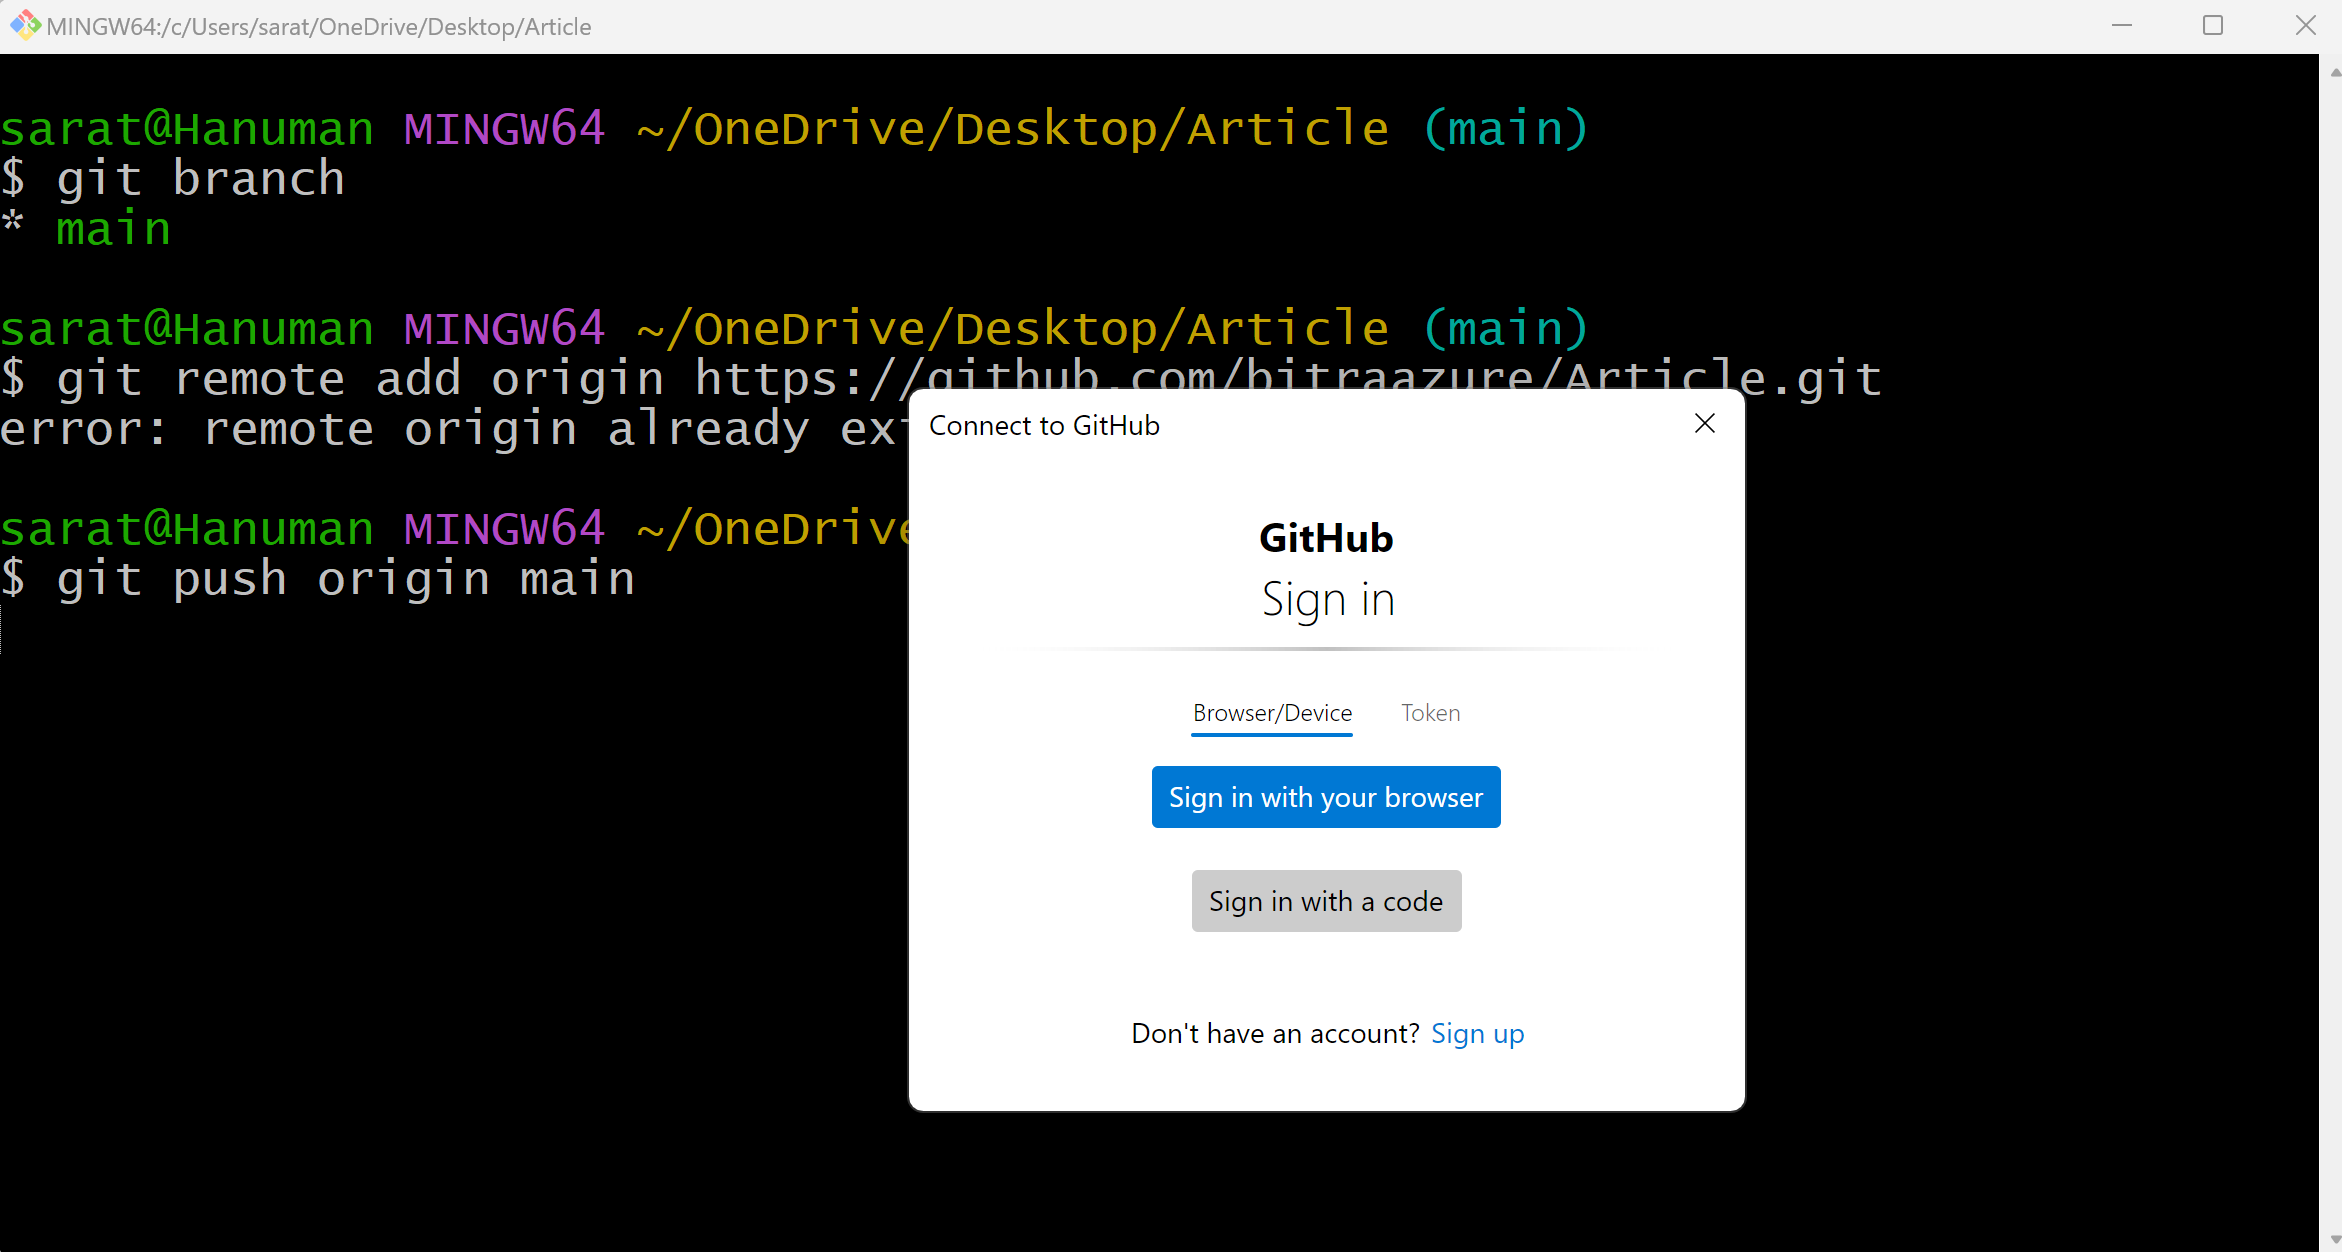 MINGW64:/c/Users/sarat/OneDrive/Desktop/Article
sarat@Hanuman MINGW64 ~/OneDrive/Desktop/Article (main)
$ git branch
* main
sarat@Hanuman MINGW64 ~/OneDrive/Desktop/Article (main)
$ git remote add origin https://github.com/bitraazure/Article.git
error: remote origin already
sarat@Hanuman MINGW64 ~/OneDrive
$ git push origin main
Connect to GitHub
GitHub
Sign in
Browser/Device Token
Sign in with your browser
Sign in with a code
Don't have an account? Sign up